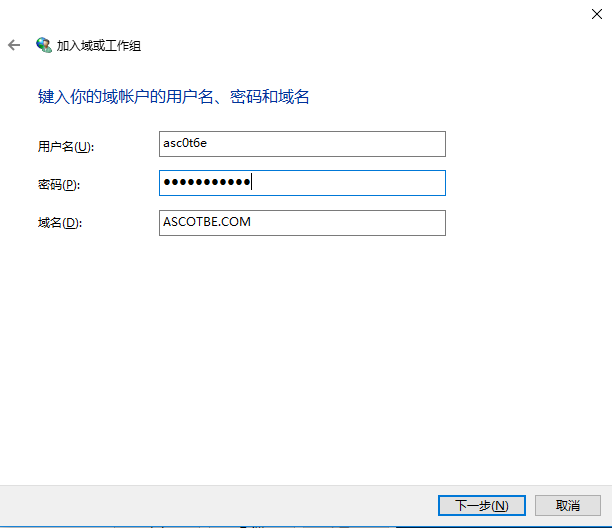 加入域或工作组
键入你的域帐户的用户名、密码和域名
用户名(U):
asc0t6e
密码(P):
●●●●●●●●●●●
域名(D):
ASCOTBE.COM
下一步(N)
取消